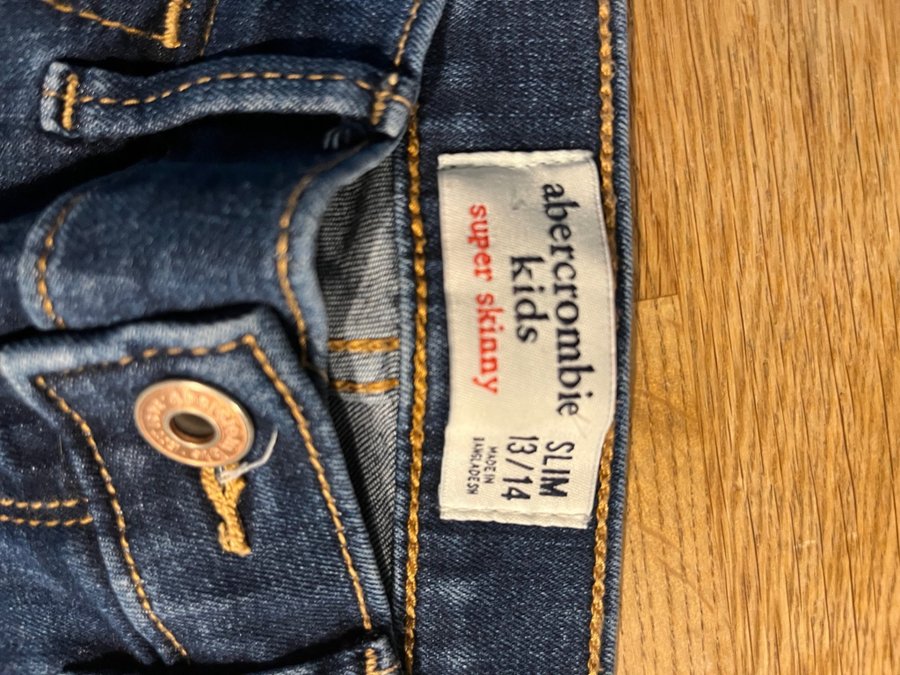 abercrombie
kids
super skinny
SLIM
13/14
MADE IN
BANGLADESH